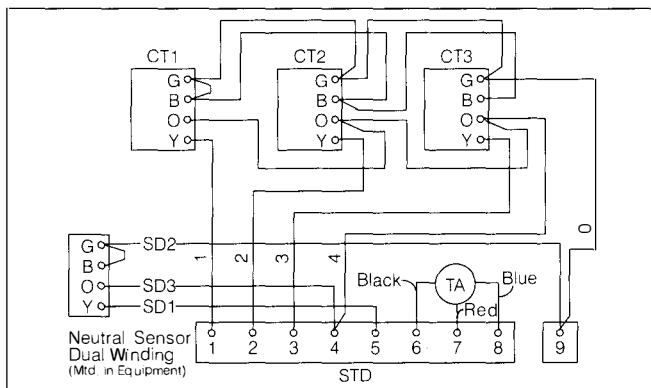 CT1
CT2
CT3
G
B
O
Y
G
B
O
Y
G
B
O
Y
0
1
2
3
4
G
B
O
Y
SD2
SD3
SD1
Black
TA
Blue
Red
Neutral Sensor
Dual Winding
(Mtd. in Equipment)
1 2 3 4 5 6 7 8 9
STD